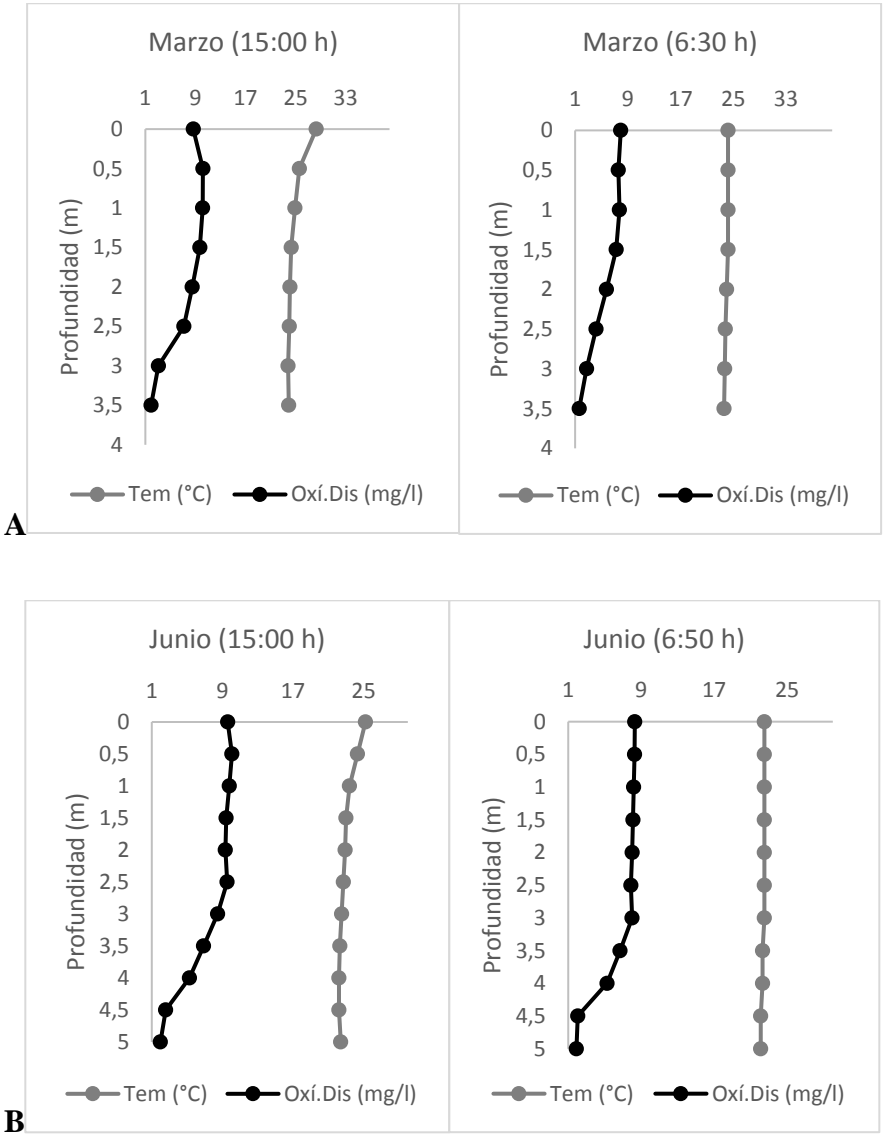 Marzo (15:00 h)
1 9 17 25 33
0
0,5
1
1,5
2
2,5
3
3,5
4
Profundidad (m)
Tem (°C) Oxí.Dis (mg/l)
Marzo (6:30 h)
1 9 17 25 33
0
0,5
1
1,5
2
2,5
3
3,5
4
Profundidad (m)
Tem (°C) Oxí.Dis (mg/l)
A
Junio (15:00 h)
1 9 17 25
0
0,5
1
1,5
2
2,5
3
3,5
4
4,5
5
Profundidad (m)
Tem (°C) Oxí.Dis (mg/l)
Junio (6:50 h)
1 9 17 25
0
0,5
1
1,5
2
2,5
3
3,5
4
4,5
5
Profundidad (m)
Tem (°C) Oxí.Dis (mg/l)
B